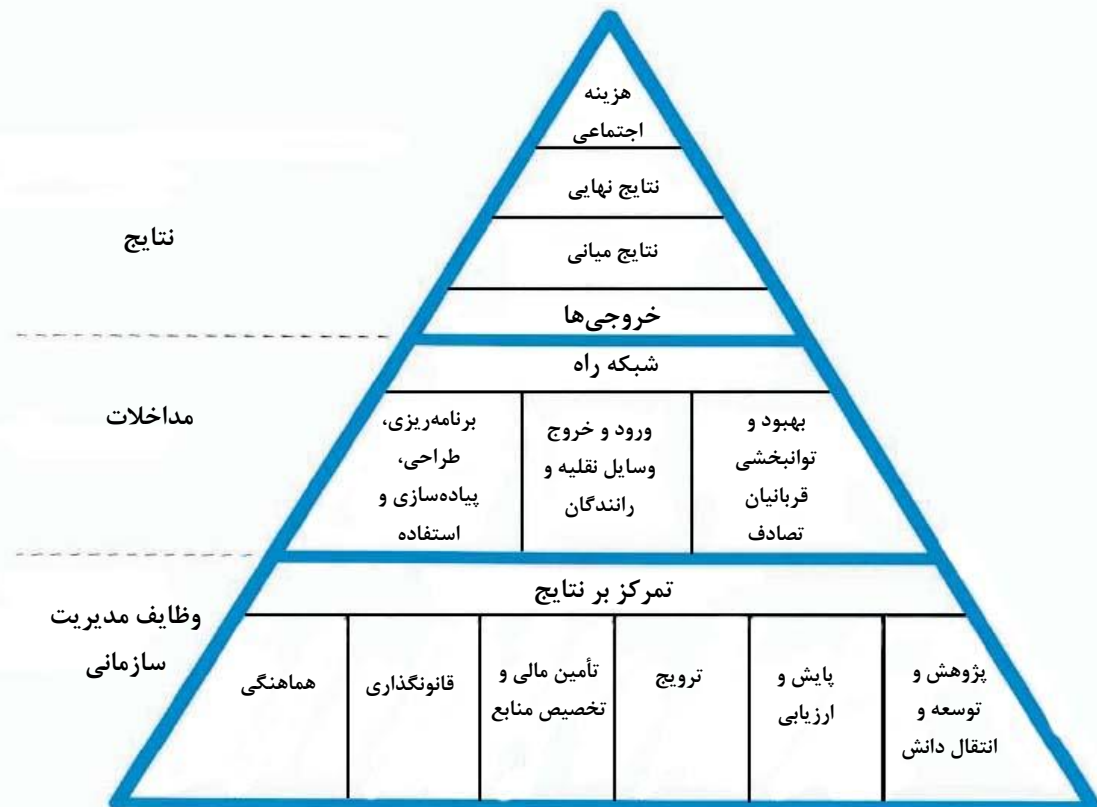 هزینه
اجتماعی
نتایج نهایی
نتایج میانی
خروجی‌ها
نتایج
شبکه راه
بهبود و
توانبخشی
قربانیان
تصادف
ورود و خروج
وسایل نقلیه و
رانندگان
برنامه‌ریزی،
طراحی،
پیاده‌سازی و
استفاده
مداخلات
تمرکز بر نتایج
پژوهش و
توسعه و
انتقال دانش
پایش و
ارزیابی
ترویج
تأمین مالی و
تخصیص منابع
قانونگذاری
هماهنگی
وظایف مدیریت
سازمانی